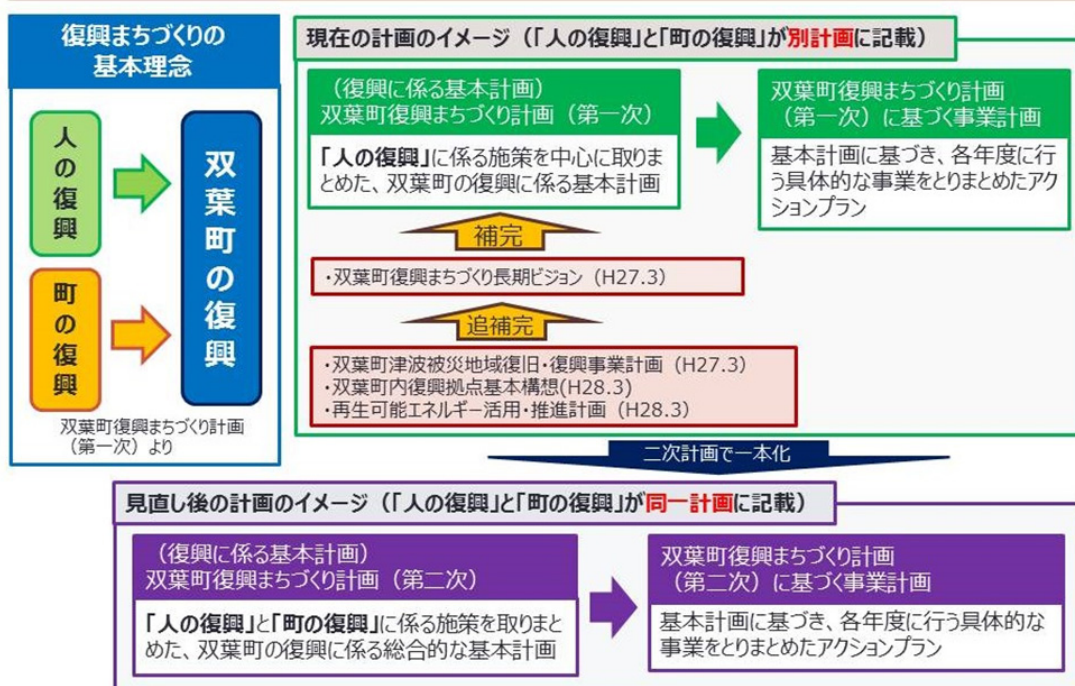 復興まちづくりの
基本理念
人の復興
町の復興
双葉町の復興
双葉町復興まちづくり計画
(第一次)より
現在の計画のイメージ(「人の復興」と「町の復興」が別計画に記載)
(復興に係る基本計画)
双葉町復興まちづくり計画(第一次)
「人の復興」に係る施策を中心に取りま
とめた、双葉町の復興に係る基本計画
双葉町復興まちづくり計画
(第一次)に基づく事業計画
基本計画に基づき、各年度に行
う具体的な事業をとりまとめたアク
ションプラン
補完
・双葉町復興まちづくり長期ビジョン(H27.3)
追補完
・双葉町津波被災地域復旧・復興事業計画(H27.3)
・双葉町内復興拠点基本構想(H28.3)
・再生可能エネルギー活用・推進計画(H28.3)
二次計画で一本化
見直し後の計画のイメージ(「人の復興」と「町の復興」が同一計画に記載)
(復興に係る基本計画)
双葉町復興まちづくり計画(第二次)
「人の復興」と「町の復興」に係る施策を取りまと
めた、双葉町の復興に係る総合的な基本計画
双葉町復興まちづくり計画
(第二次)に基づく事業計画
基本計画に基づき、各年度に行う具体的な
事業をとりまとめたアクションプラン